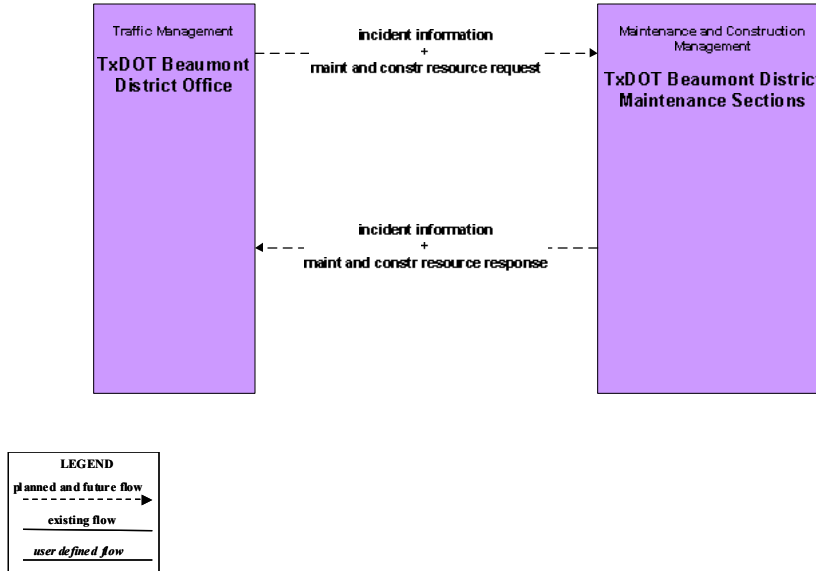 Traffic Management
TxDOT Beaumont
District Office
incident information
+
maint and constr resource request
Maintenance and Construction
Management
TxDOT Beaumont District
Maintenance Sections
incident information
+
maint and constr resource response
LEGEND
planned and future flow
existing flow
user defined flow